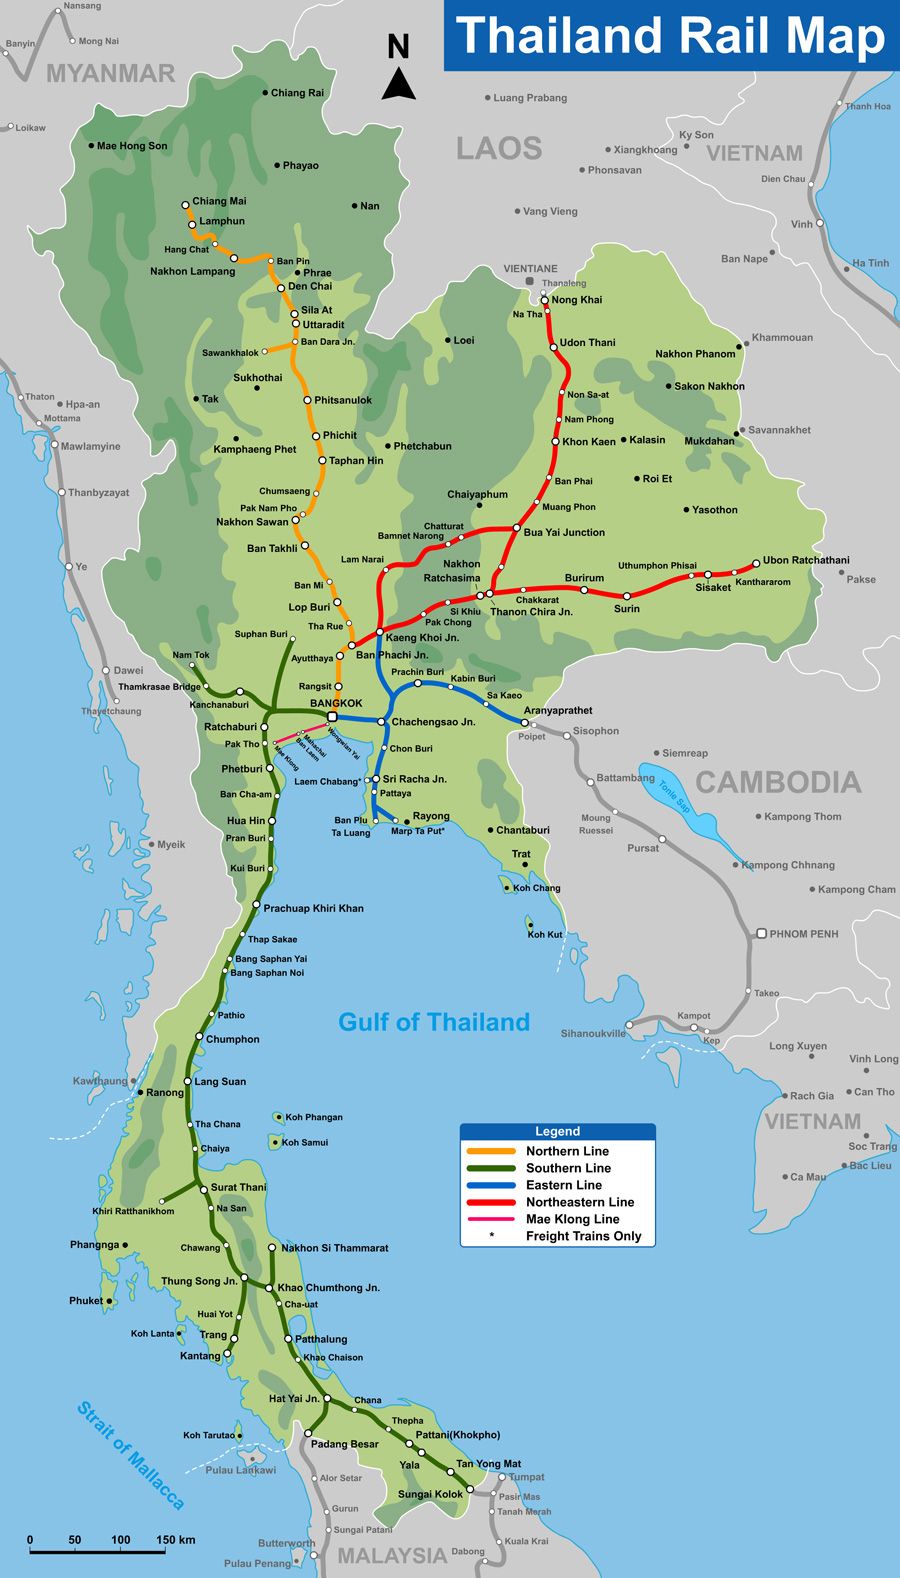 Thailand Rail Map
N
Nansang
Mong Nai
Banyin
MYANMAR
Loikaw
Chiang Rai
Mae Hong Son
Phayao
Nan
Chiang Mai
Lamphun
Hang Chat
Nakhon Lampang
Ban Pin
Phrae
Den Chai
Sila At
Uttaradit
Ban Dara Jn.
Sawankhalok
Sukhothai
Tak
Phitsanulok
Phichit
Kamphaeng Phet
Taphan Hin
Phetchabun
Chumsaeng
Pak Nam Pho
Nakhon Sawan
Ban Takhli
Ban Mi
Lop Buri
Tha Rue
Ayutthaya
Ban Phachi Jn.
Rangsit
BANGKOK
LAOS
Luang Prabang
Ky Son
Xiangkhoang
Phonsavan
VIETNAM
Thanh Hoa
Dien Chau
Vinh
Vang Vieng
Ban Nape
Ha Tinh
VIENTIANE
Thanaleng
Nong Khai
Na Tha
Udon Thani
Loei
Khammouan
Nakhon Phanom
Sakon Nakhon
Non Sa-at
Nam Phong
Khon Kaen
Kalasin
Mukdahan
Savannakhet
Ban Phai
Roi Et
Chaiyaphum
Muang Phon
Yasothon
Chatturat
Bamnet Narong
Bua Yai Junction
Lam Narai
Nakhon
Ratchasima
Burirum
Uthumphon Phisai
Ubon Ratchathani
Sisaket
Kanthararom
Pakse
Chakkarat
Surin
Si Khiu
Thanon Chira Jn.
Pak Chong
Kaeng Khoi Jn.
Thaton
Hpa-an
Mottama
Mawlamyine
Thanbyzayat
Ye
Dawei
Thayetchaung
Myeik
Kawthaung
Suphan Buri
Nam Tok
Thamkrasae Bridge
Kanchanaburi
Ratchaburi
Pak Tho
Mae Klong
Ban Laem
Mahachai
Wongwian Yai
Phetburi
Ban Cha-am
Hua Hin
Pran Buri
Kui Buri
Prachin Buri
Kabin Buri
Sa Kaeo
Aranyaprathet
Poipet
Sisophon
Chachengsao Jn.
Chon Buri
Laem Chabang*
Sri Racha Jn.
Pattaya
Ban Plu
Ta Luang
Rayong
Marp Ta Put*
Chantaburi
Trat
Koh Chang
Koh Kut
Siemreap
CAMBODIA
Tonle Sap
Battambang
Moung
Ruessei
Pursat
Kampong Thom
Kampong Chhnang
Kampong Cham
PHNOM PENH
Takeo
Kampot
Kep
Sihanoukville
Long Xuyen
Vinh Long
Rach Gia
Can Tho
VIETNAM
Soc Trang
Bac Lieu
Ca Mau
Prachuap Khiri Khan
Thap Sakae
Bang Saphan Yai
Bang Saphan Noi
Pathio
Chumphon
Gulf of Thailand
Lang Suan
Ranong
Tha Chana
Chaiya
Koh Phangan
Koh Samui
Surat Thani
Khiri Ratthanikhom
Na San
Phangnga
Chawang
Nakhon Si Thammarat
Thung Song Jn.
Khao Chumthong Jn.
Phuket
Cha-uat
Huai Yot
Koh Lanta
Trang
Patthalung
Kantang
Khao Chaison
Hat Yai Jn.
Chana
Thepha
Koh Tarutao
Padang Besar
Pattani(Khokpho)
Yala
Tan Yong Mat
Sungai Kolok
Tumpat
Pasir Mas
Tanah Merah
Kuala Krai
Dabong
Pulau Lankawi
Alor Setar
Gurun
Sungai Patani
Butterworth
Pulau Penang
MALAYSIA
Strait of Mallacca
Legend
Northern Line
Southern Line
Eastern Line
Northeastern Line
Mae Klong Line
* Freight Trains Only
0 50 100 150 km